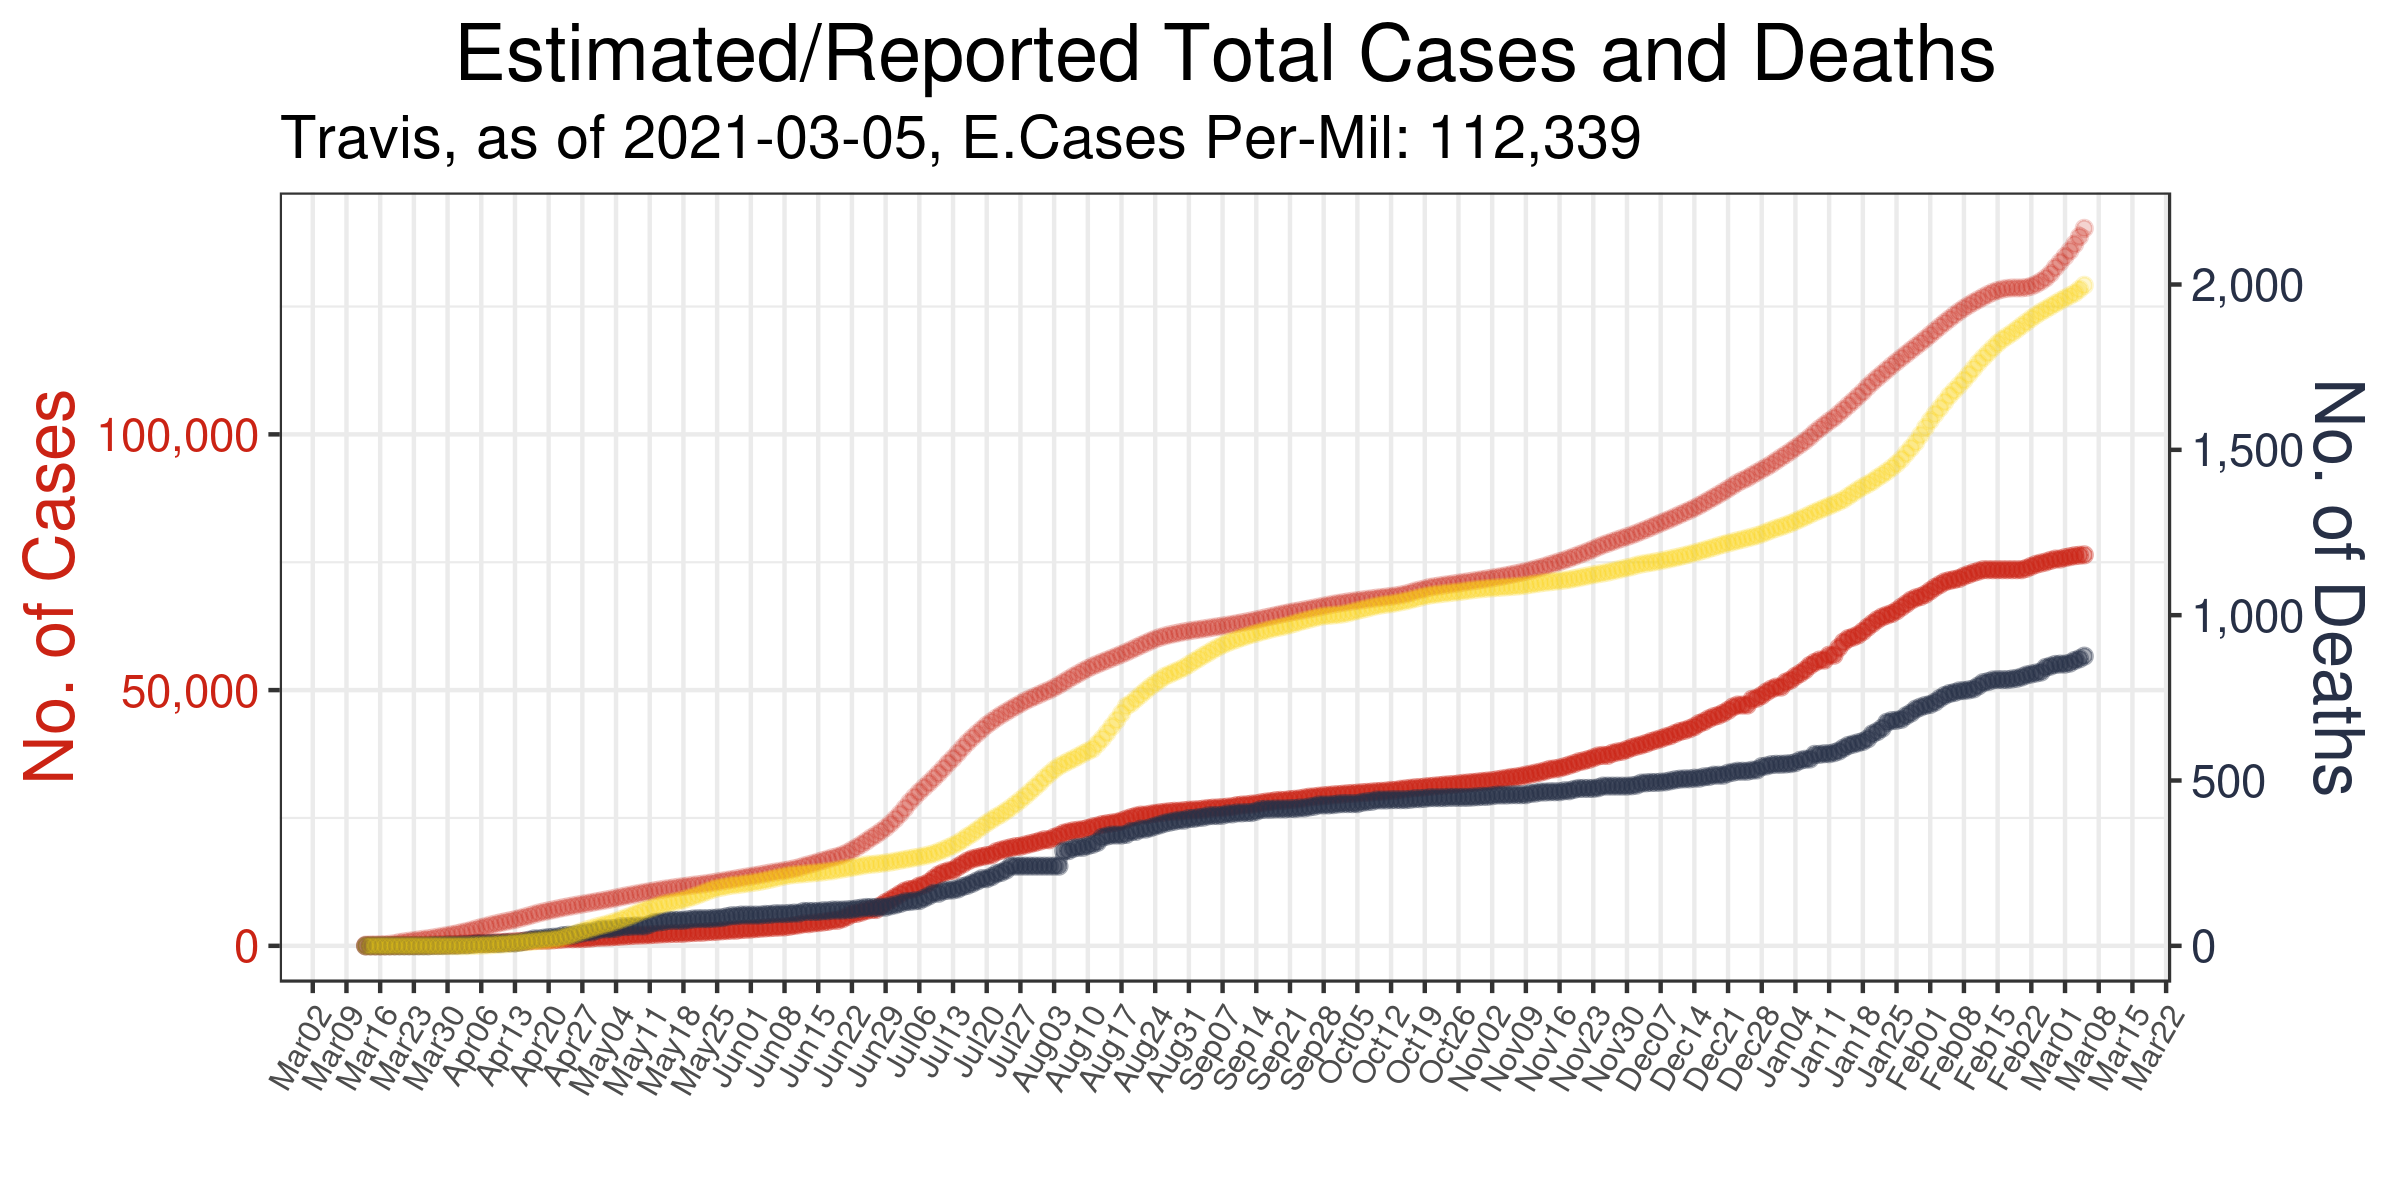 Estimated/Reported Total Cases and Deaths
Travis, as of 2021-03-05, E.Cases Per-Mil: 112,339
No. of Cases
100,000
50,000
0
2,000
1,500
1,000
500
0
No. of Deaths
Mar02
Mar09
Mar16
Mar23
Mar30
Apr06
Apr13
Apr20
Apr27
May04
May11
May18
May25
Jun01
Jun08
Jun15
Jun22
Jun29
Jul06
Jul13
Jul20
Jul27
Aug03
Aug10
Aug17
Aug24
Aug31
Sep07
Sep14
Sep21
Sep28
Oct05
Oct12
Oct19
Oct26
Nov02
Nov09
Nov16
Nov23
Nov30
Dec07
Dec14
Dec21
Dec28
Jan04
Jan11
Jan18
Jan25
Feb01
Feb08
Feb15
Feb22
Mar01
Mar08
Mar15
Mar22